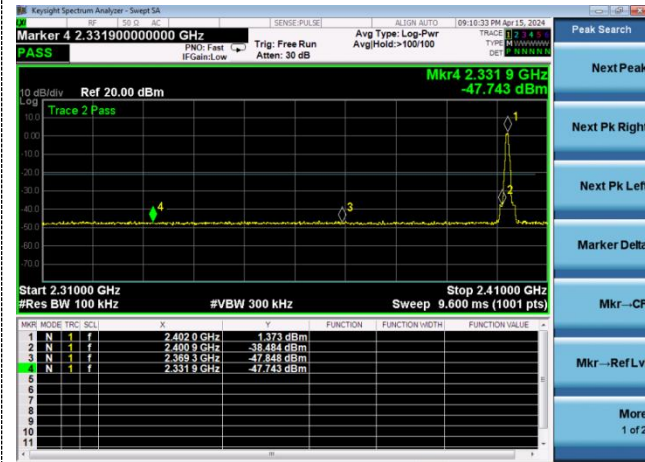 Keysight Spectrum Analyzer - Swept SA
LXI RF 50 Ω AC SENSE:PULSE ALIGN AUTO 09:10:33 PM Apr 15, 2024
Marker 4 2.331900000000 GHz
PASS
PNO: Fast
IFGain:Low
Trig: Free Run
Atten: 30 dB
Avg Type: Log-Pwr
Avg|Hold:>100/100
TRACE 1 2 3 4 5 6
TYPE M WWWWW
DET P NNNNN
Mkr4 2.331 9 GHz
-47.743 dBm
10 dB/div Ref 20.00 dBm
Log
Trace 2 Pass
10.0
0.00
-10.0
-20.0
-30.0
-40.0
-50.0
-60.0
-70.0
1
2
3
4
Start 2.31000 GHz Stop 2.41000 GHz
#Res BW 100 kHz #VBW 300 kHz Sweep 9.600 ms (1001 pts)
MKR MODE TRC SCL X Y FUNCTION FUNCTION WIDTH FUNCTION VALUE
1 N 1 f 2.402 0 GHz 1.373 dBm
2 N 1 f 2.400 9 GHz -38.484 dBm
3 N 1 f 2.369 3 GHz -47.848 dBm
4 N 1 f 2.331 9 GHz -47.743 dBm
5
6
7
8
9
10
11
Peak Search
Next Peak
Next Pk Right
Next Pk Left
Marker Delta
Mkr→CF
Mkr→Ref Lv
More
1 of 2